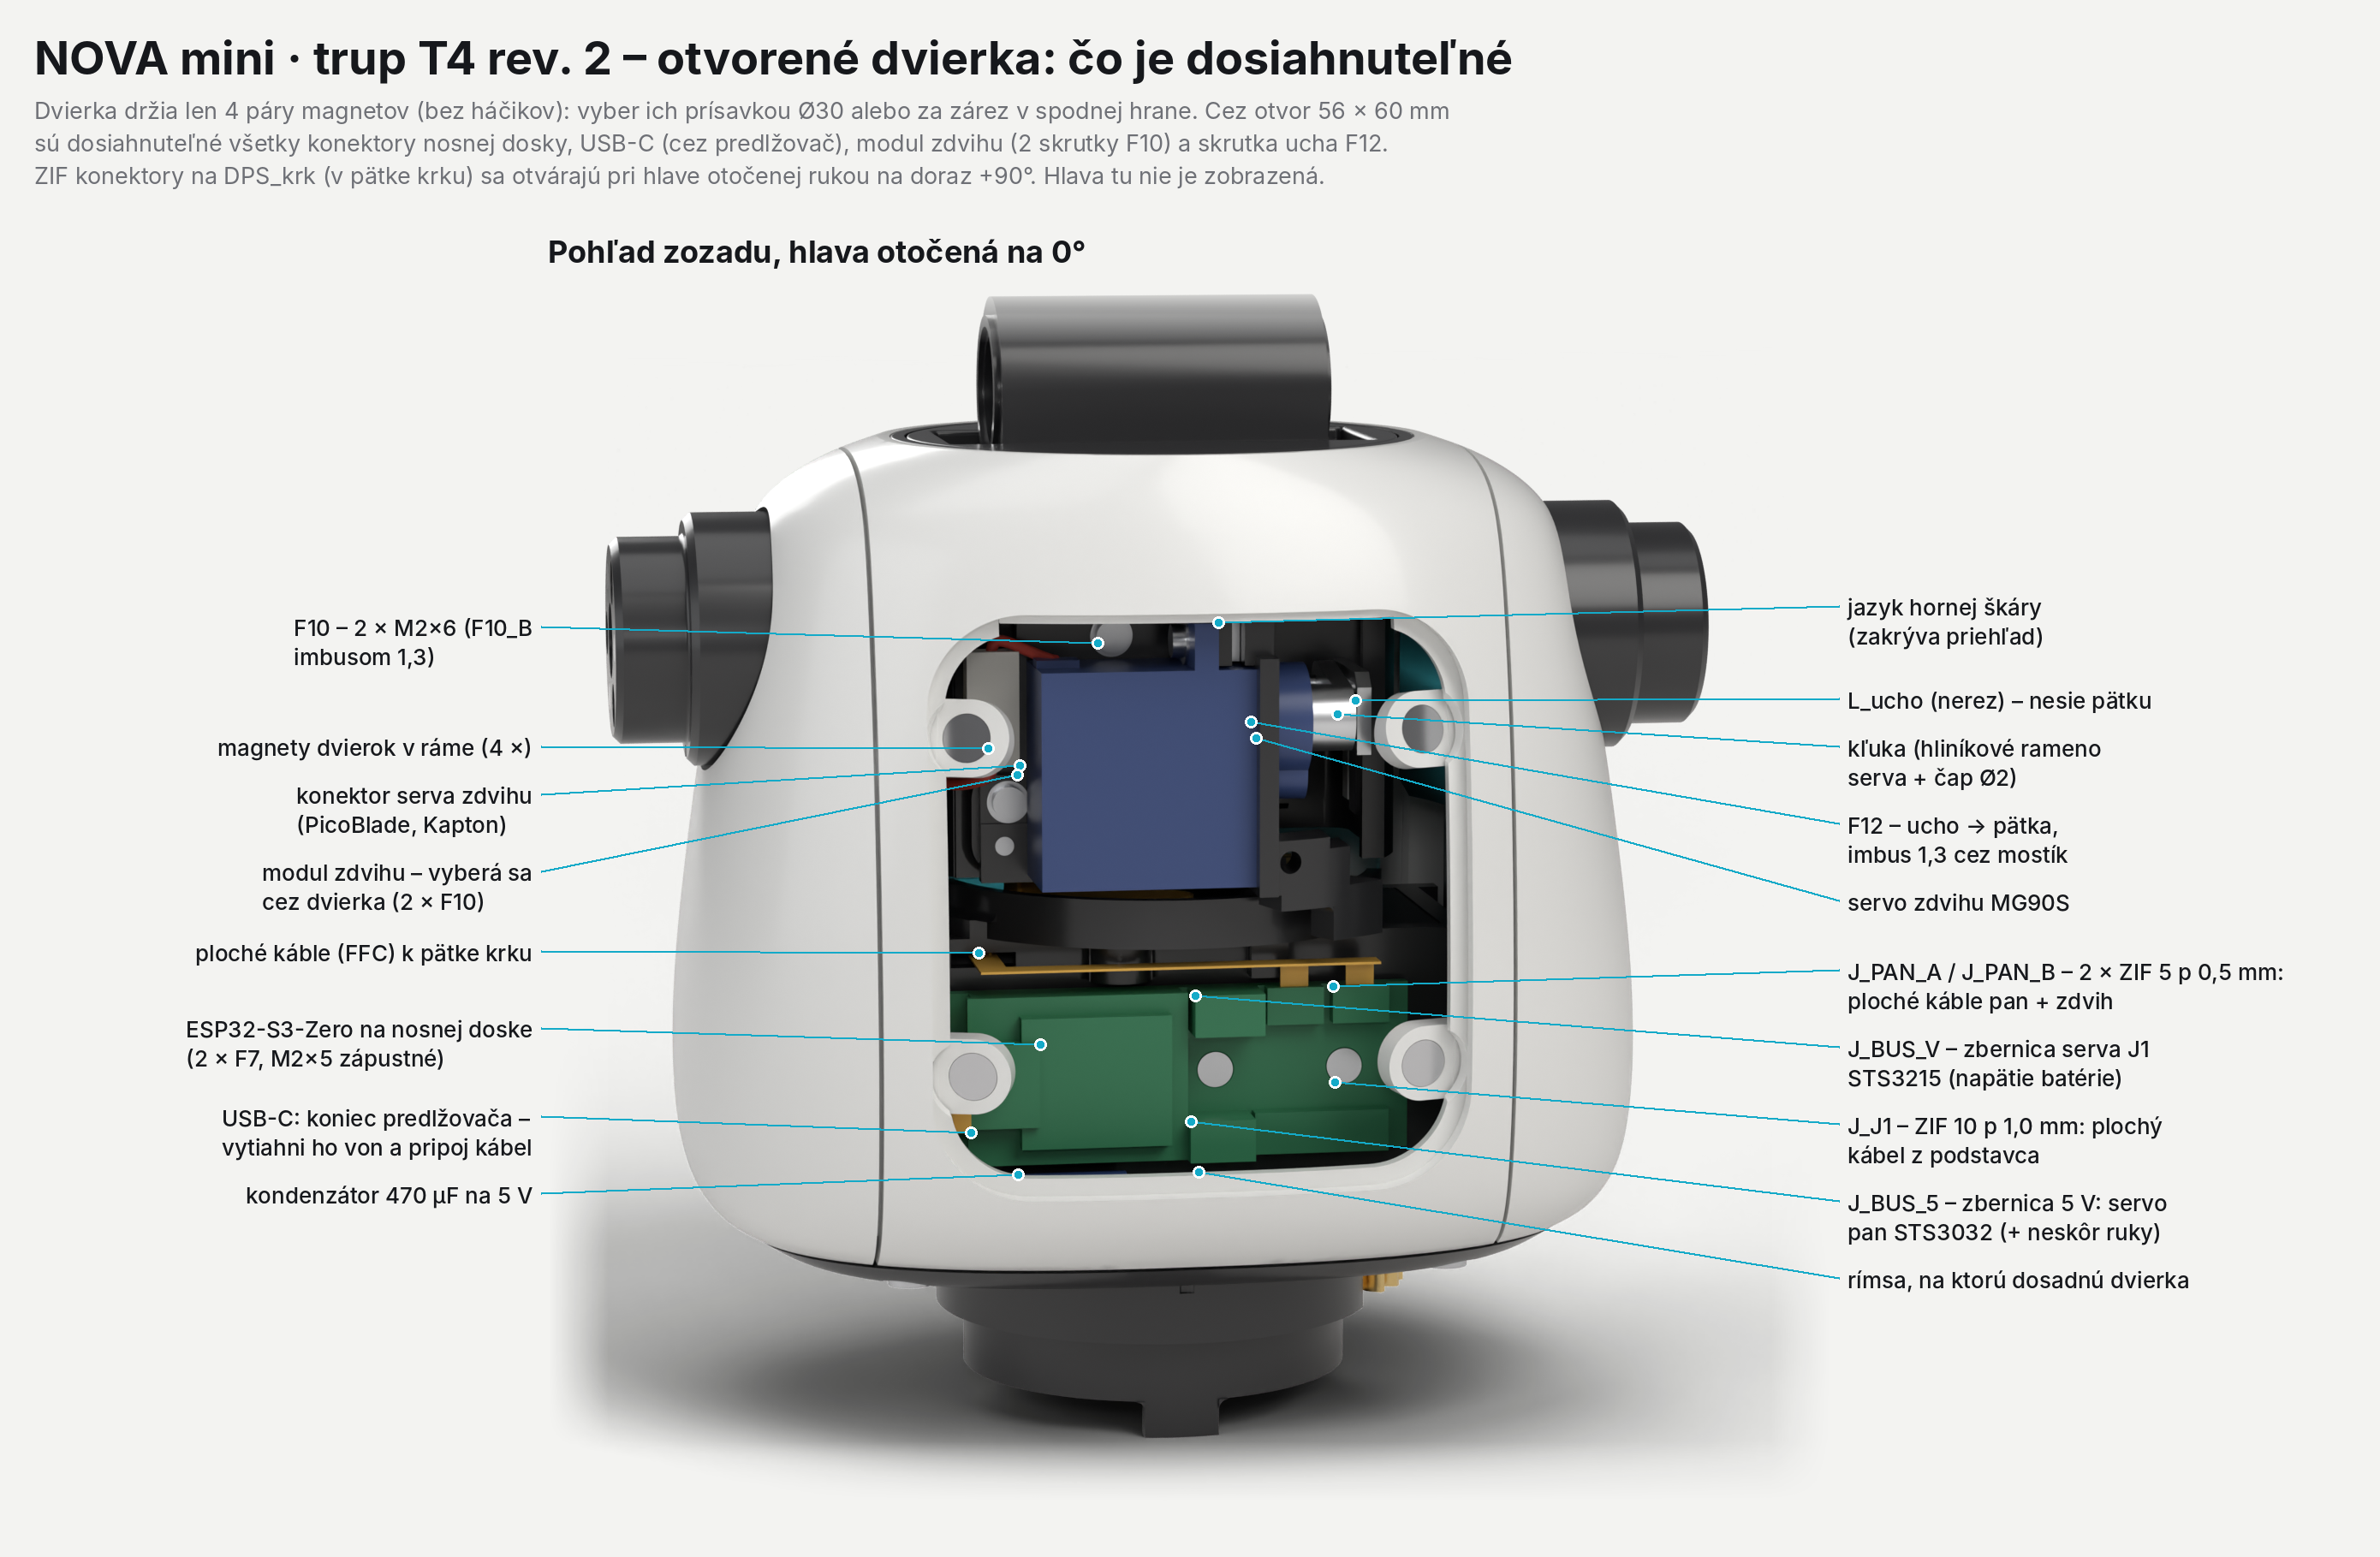 NOVA mini · trup T4 rev. 2 – otvorené dvierka: čo je dosiahnuteľné
Dvierka držia len 4 páry magnetov (bez háčikov): vyber ich prísavkou Ø30 alebo za zárez v spodnej hrane. Cez otvor 56 × 60 mm
sú dosiahnuteľné všetky konektory nosnej dosky, USB-C (cez predlžovač), modul zdvihu (2 skrutky F10) a skrutka ucha F12.
ZIF konektory na DPS_krk (v pätke krku) sa otvárajú pri hlave otočenej rukou na doraz +90°. Hlava tu nie je zobrazená.
Pohľad zozadu, hlava otočená na 0°
F10 – 2 × M2×6 (F10_B
imbusom 1,3)
magnety dvierok v ráme (4 ×)
konektor serva zdvihu
(PicoBlade, Kapton)
modul zdvihu – vyberá sa
cez dvierka (2 × F10)
ploché káble (FFC) k pätke krku
ESP32-S3-Zero na nosnej doske
(2 × F7, M2×5 zápustné)
USB-C: koniec predlžovača –
vytiahni ho von a pripoj kábel
kondenzátor 470 µF na 5 V
jazyk hornej škáry
(zakrýva priehľad)
L_ucho (nerez) – nesie pätku
kľuka (hliníkové rameno
serva + čap Ø2)
F12 – ucho → pätka,
imbus 1,3 cez mostík
servo zdvihu MG90S
J_PAN_A / J_PAN_B – 2 × ZIF 5 p 0,5 mm:
ploché káble pan + zdvih
J_BUS_V – zbernica serva J1
STS3215 (napätie batérie)
J_J1 – ZIF 10 p 1,0 mm: plochý
kábel z podstavca
J_BUS_5 – zbernica 5 V: servo
pan STS3032 (+ neskôr ruky)
rímsa, na ktorú dosadnú dvierka